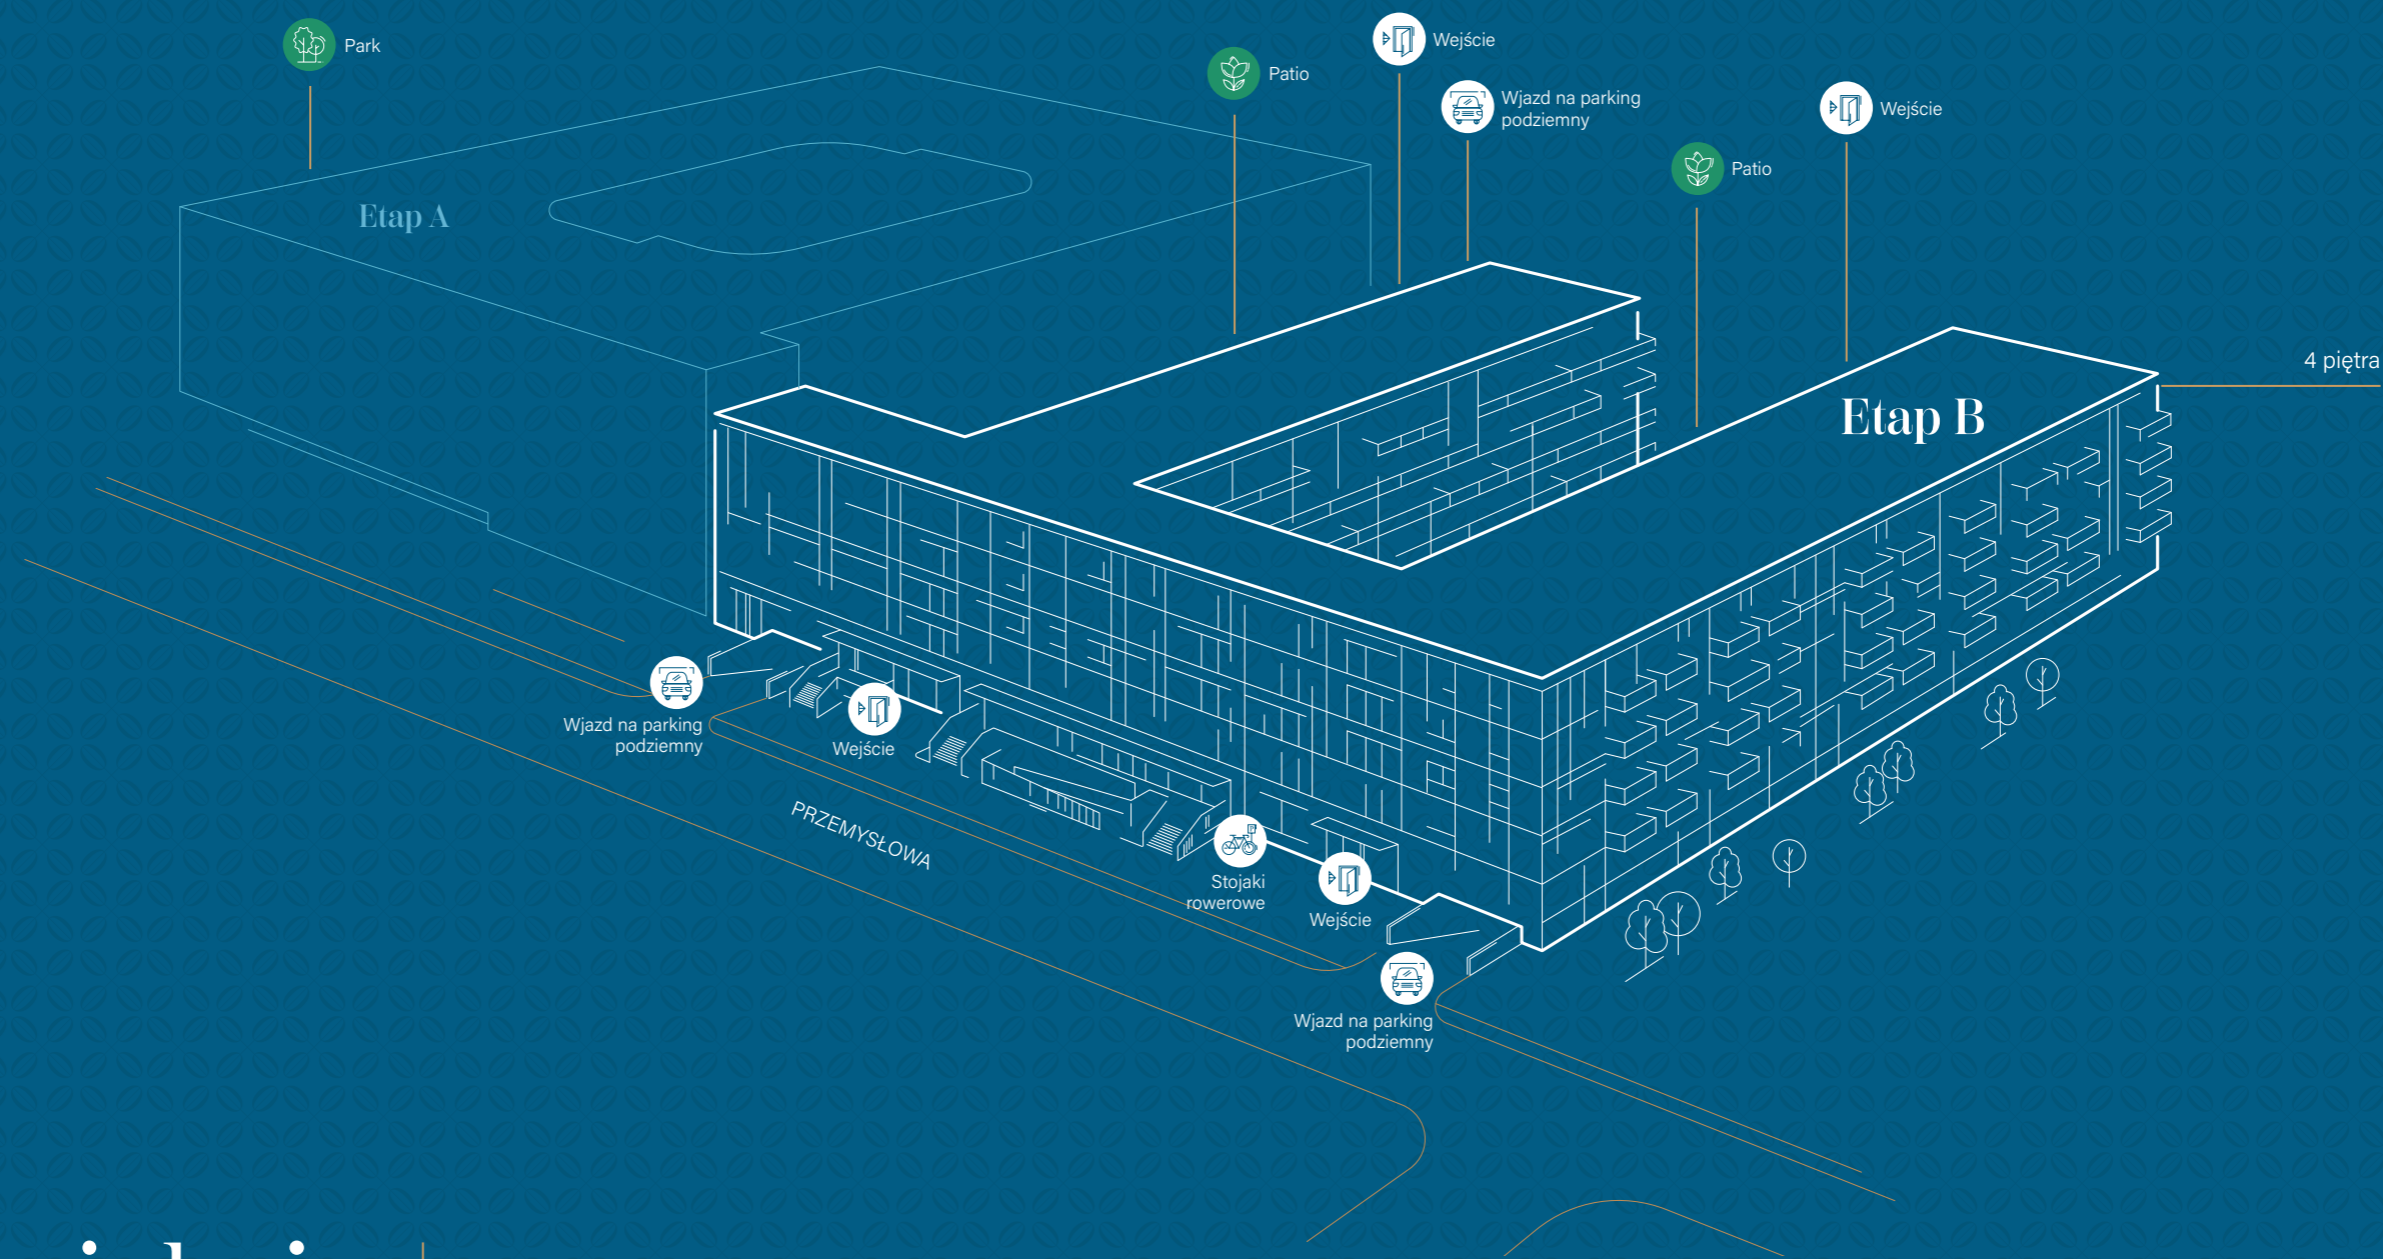 Park
Wejście
Patio
Wjazd na parking
podziemny
Wejście
Patio
Etap A
4 piętra
Etap B
Wjazd na parking
podziemny
Wejście
PRZEMYSŁOWA
Stojaki
rowerowe
Wejście
Wjazd na parking
podziemny